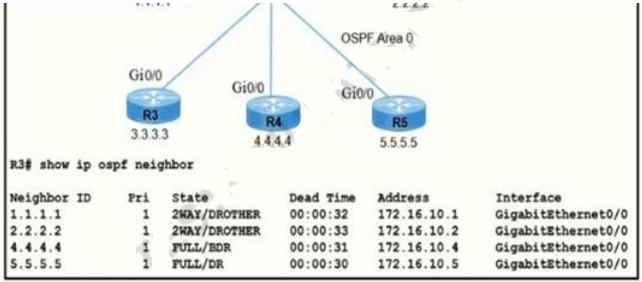 OSPF Area 0
Gi0/0
Gi0/0
Gi0/0
R3
R4
R5
3.3.3.3
4.4.4.4
5.5.5.5
R3# show ip ospf neighbor
Neighbor ID Pri State Dead Time Address Interface
1.1.1.1 1 2WAY/DROTHER 00:00:32 172.16.10.1 GigabitEthernet0/0
2.2.2.2 1 2WAY/DROTHER 00:00:33 172.16.10.2 GigabitEthernet0/0
4.4.4.4 1 FULL/BDR 00:00:31 172.16.10.4 GigabitEthernet0/0
5.5.5.5 1 FULL/DR 00:00:30 172.16.10.5 GigabitEthernet0/0